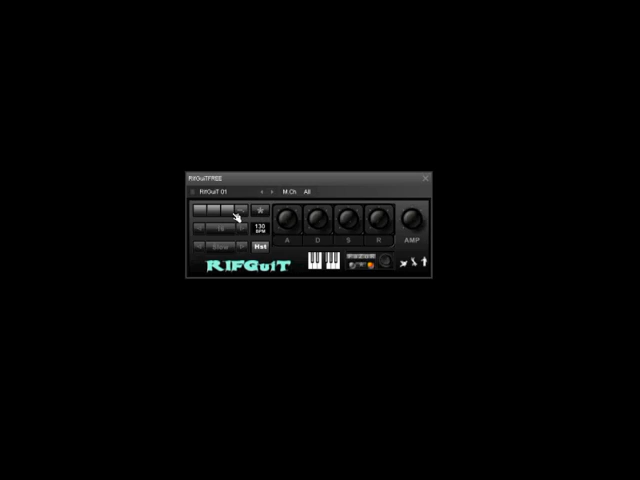 RifGuiTFREE
RifGuiT 01 M.Ch All
130
BPM
A D S R AMP
Hst
RIFGuiT